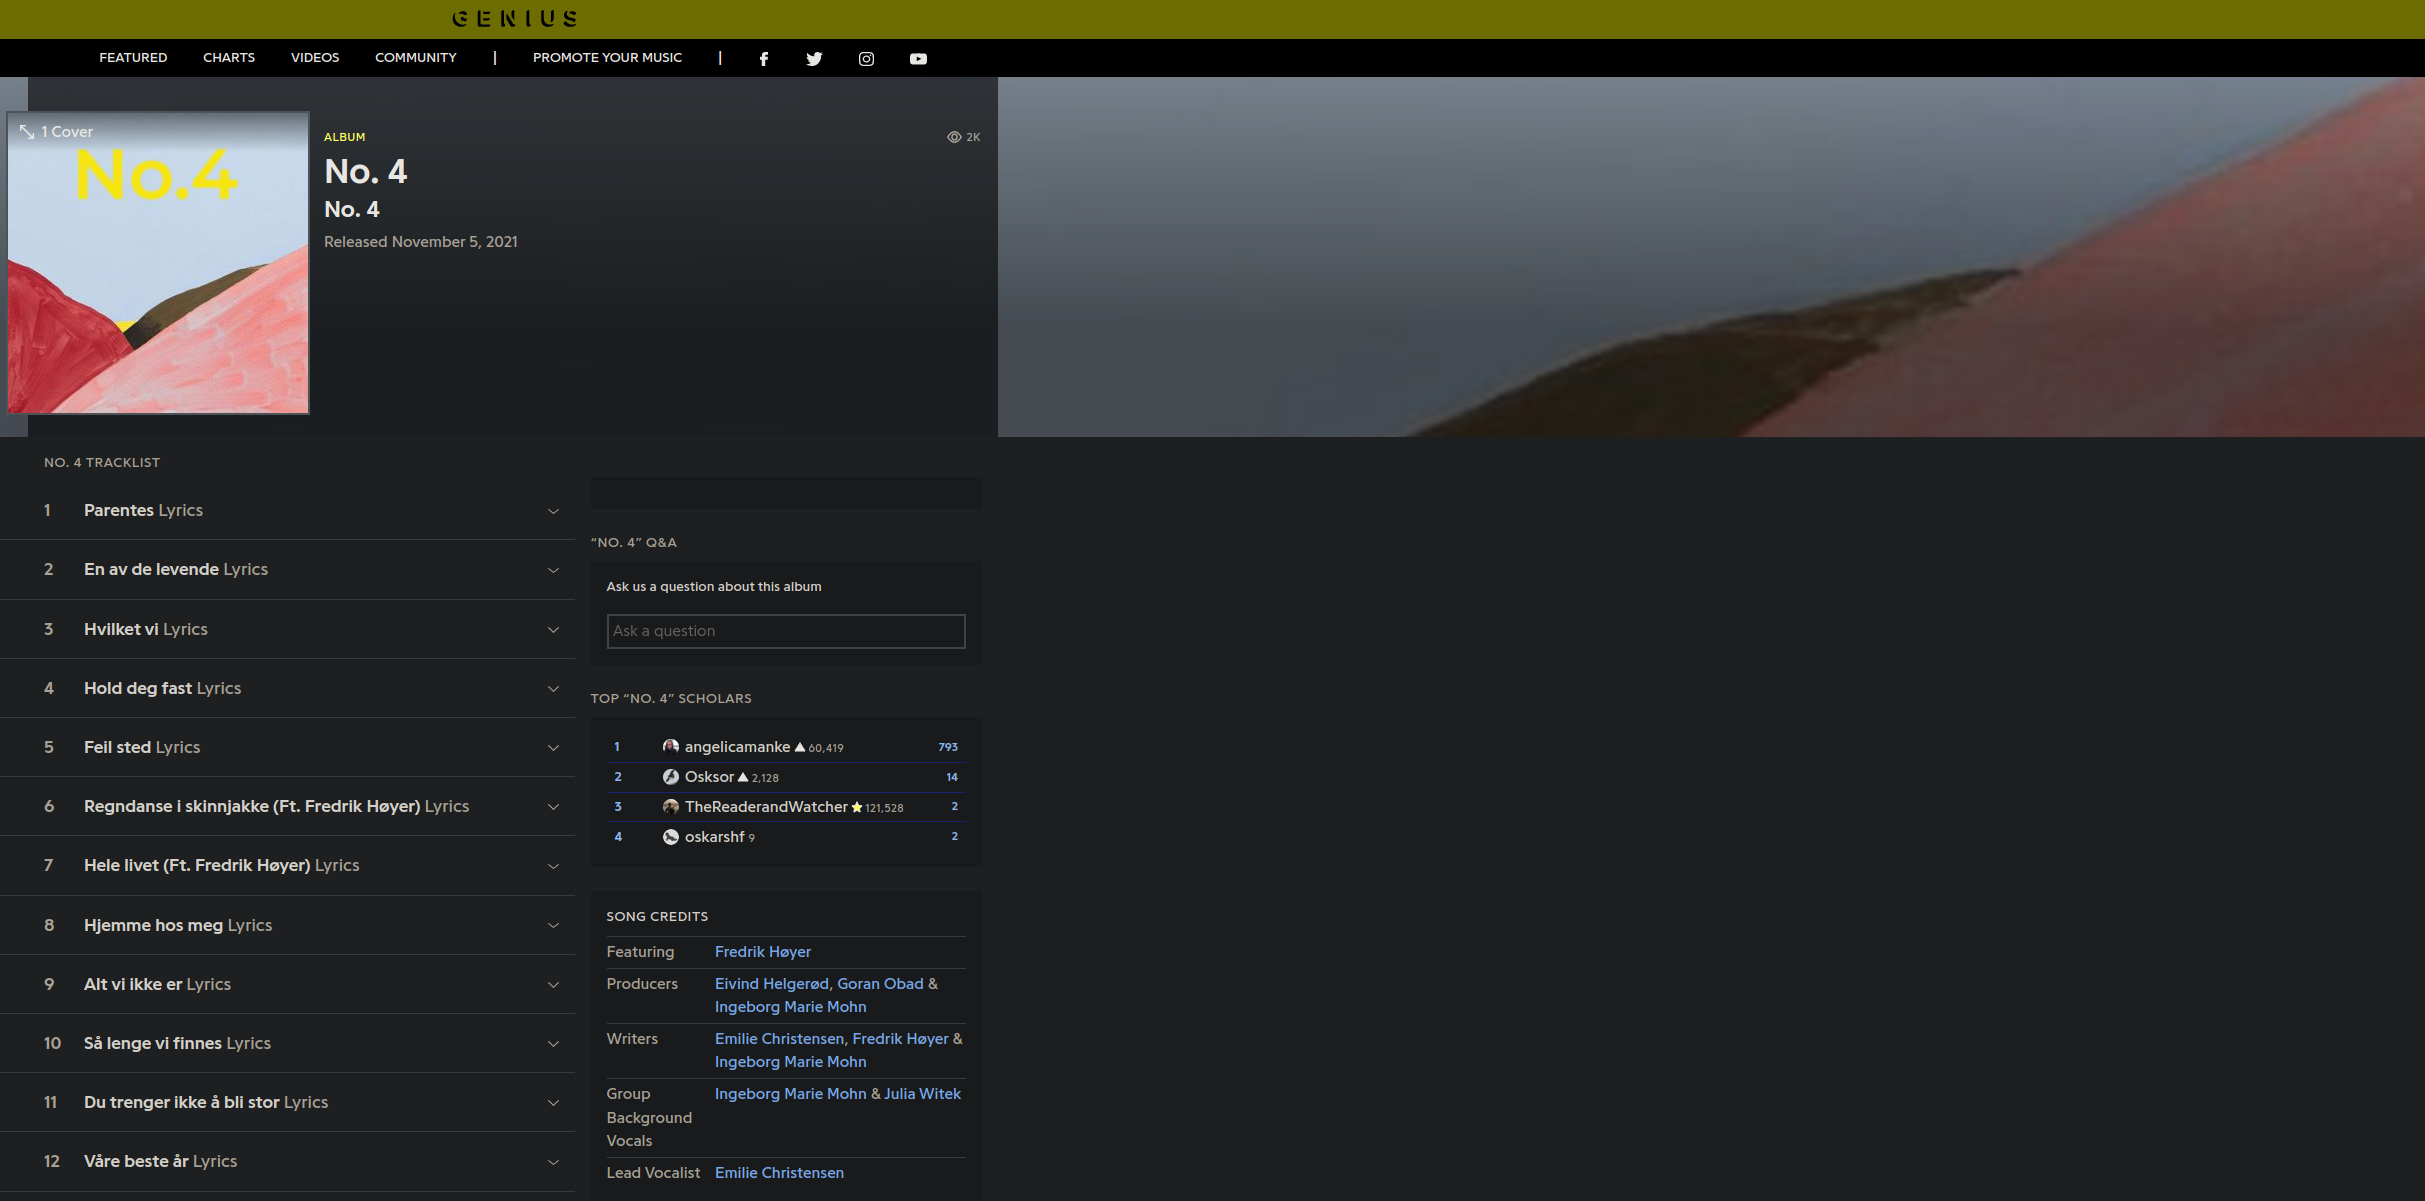 GENIUS
FEATURED CHARTS VIDEOS COMMUNITY | PROMOTE YOUR MUSIC |
1 Cover
No.4
ALBUM
2K
No. 4
No. 4
Released November 5, 2021
NO. 4 TRACKLIST
1 Parentes Lyrics
2 En av de levende Lyrics
3 Hvilket vi Lyrics
4 Hold deg fast Lyrics
5 Feil sted Lyrics
6 Regndanse i skinnjakke (Ft. Fredrik Høyer) Lyrics
7 Hele livet (Ft. Fredrik Høyer) Lyrics
8 Hjemme hos meg Lyrics
9 Alt vi ikke er Lyrics
10 Så lenge vi finnes Lyrics
11 Du trenger ikke å bli stor Lyrics
12 Våre beste år Lyrics
“NO. 4” Q&A
Ask us a question about this album
Ask a question
TOP “NO. 4” SCHOLARS
1 angelicamanke 60,419 793
2 Osksor 2,128 14
3 TheReaderandWatcher 121,528 2
4 oskarshf 9 2
SONG CREDITS
Featuring Fredrik Høyer
Producers Eivind Helgerød, Goran Obad &
Ingeborg Marie Mohn
Writers Emilie Christensen, Fredrik Høyer &
Ingeborg Marie Mohn
Group Ingeborg Marie Mohn & Julia Witek
Background
Vocals
Lead Vocalist Emilie Christensen